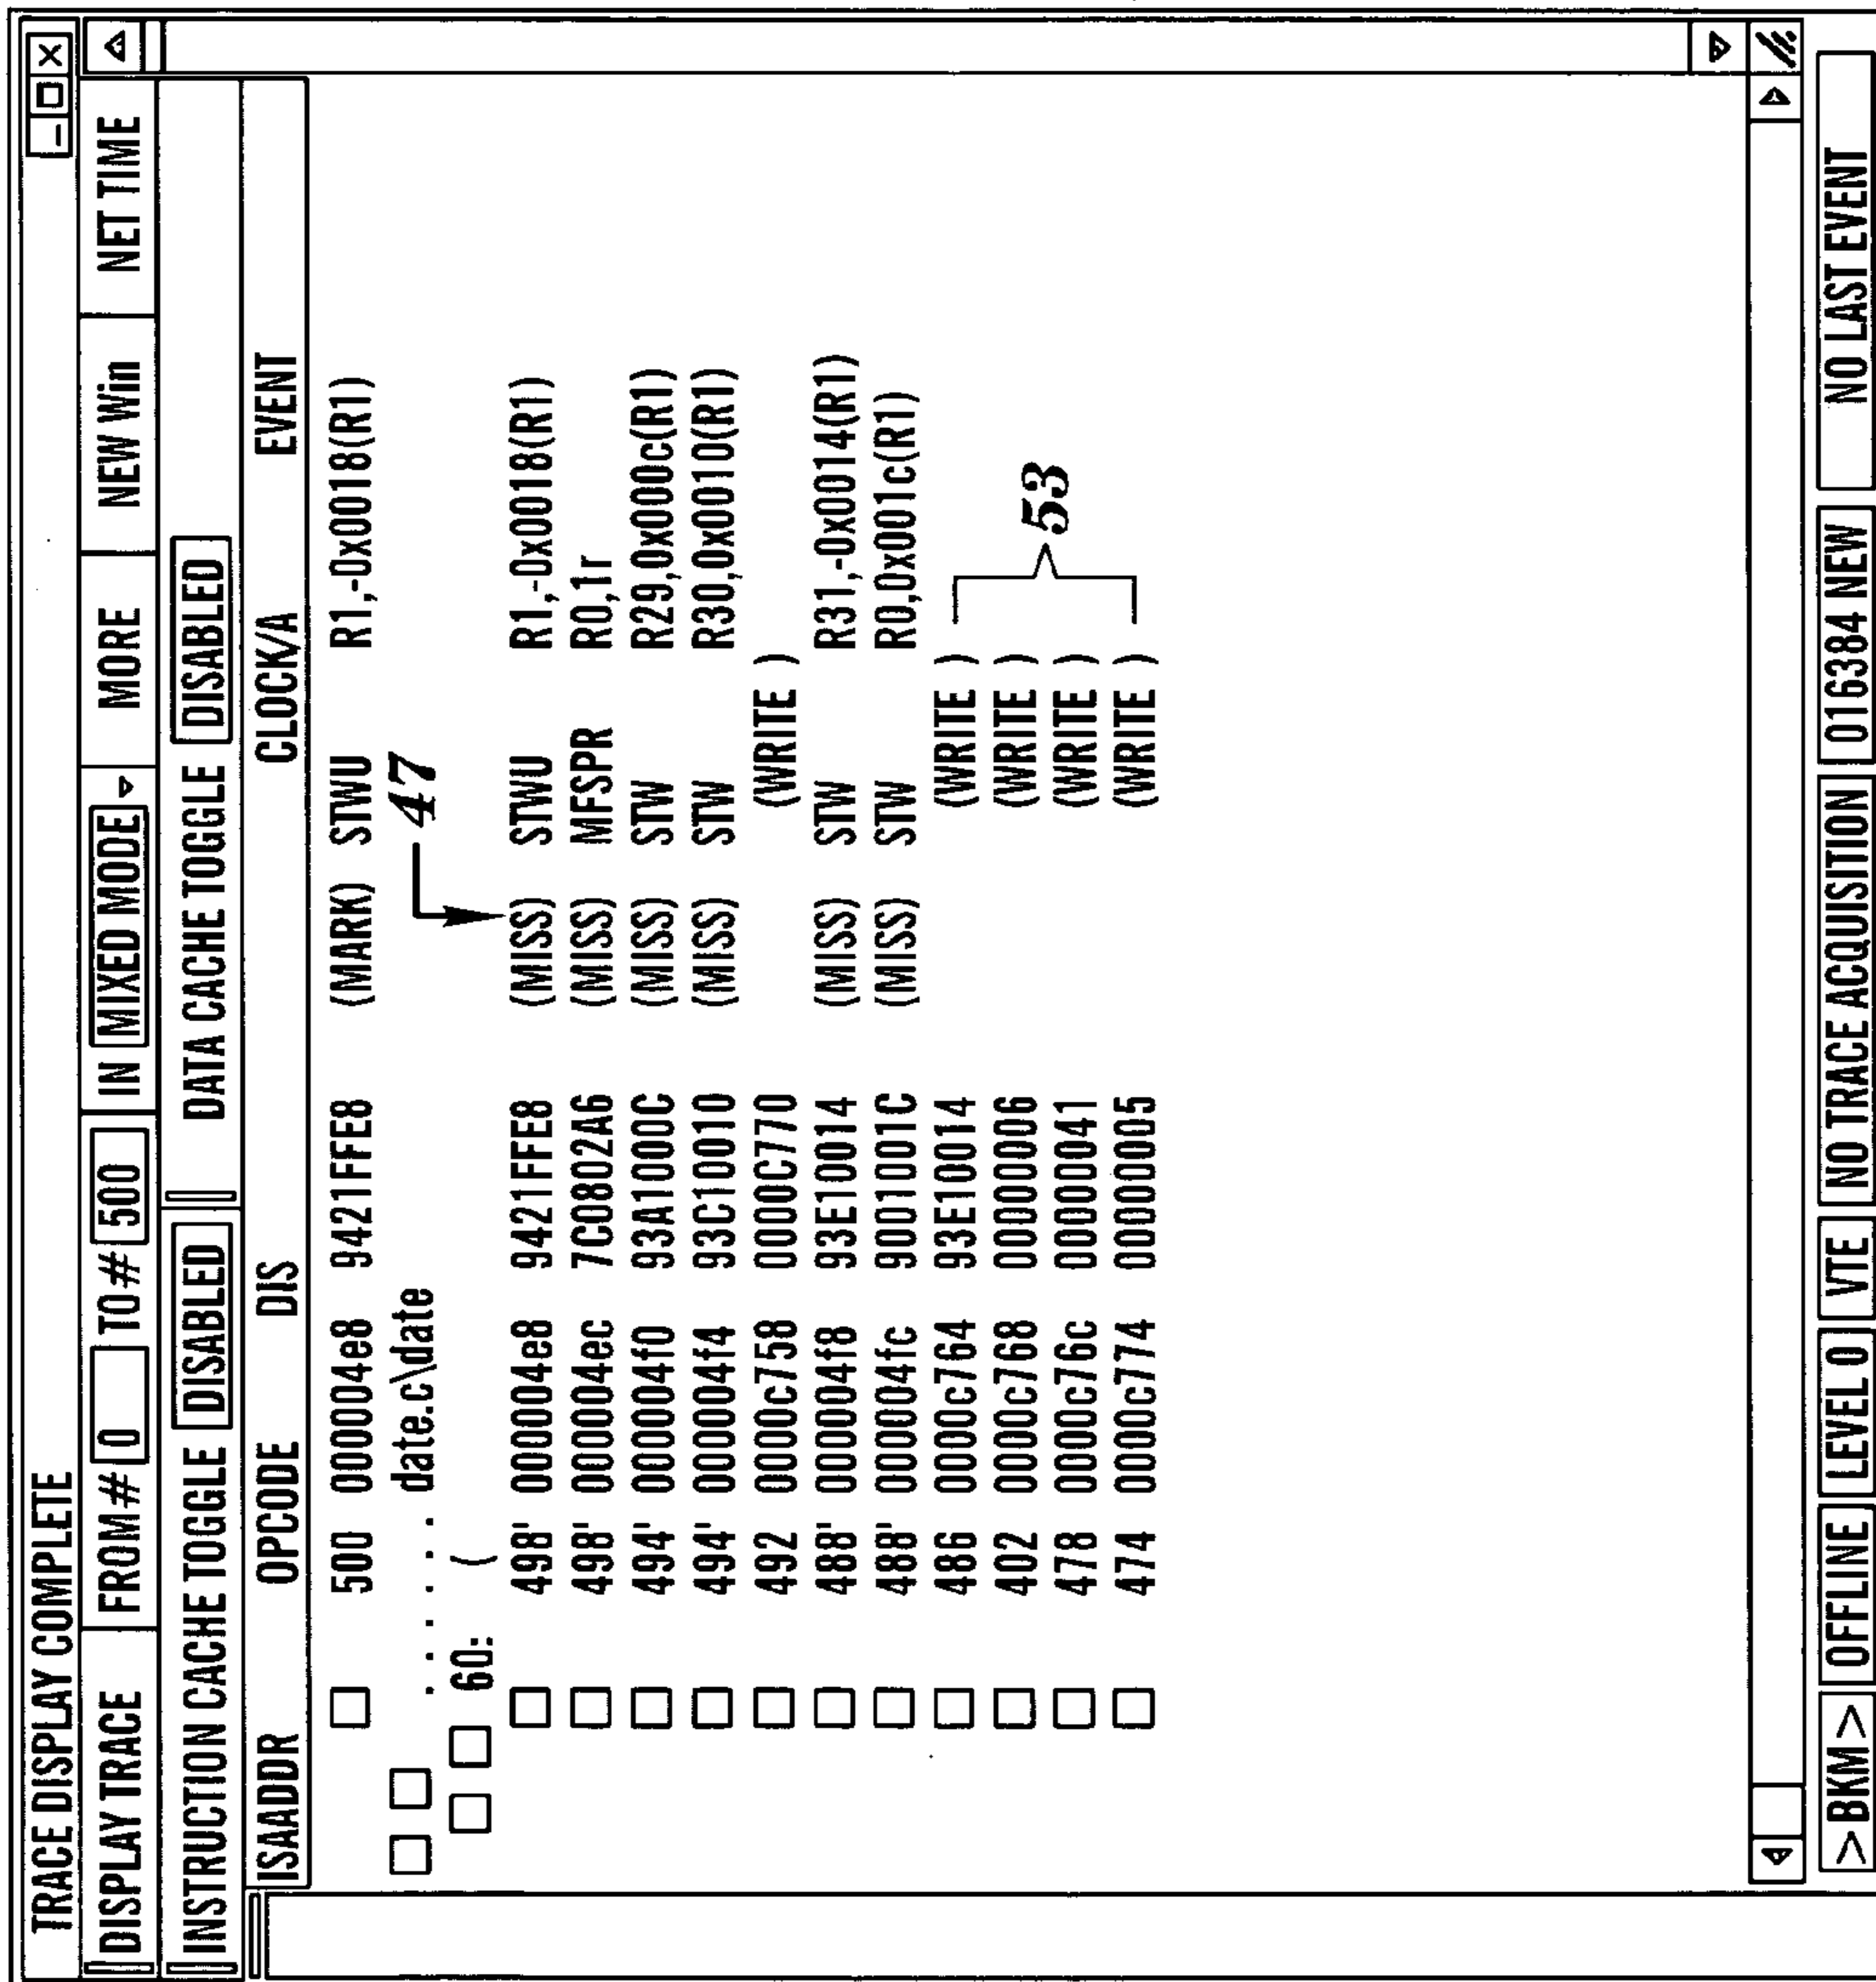 TRACE DISPLAY COMPLETE
DISPLAY TRACE FROM # 0 TO # 500 IN MIXED MODE MORE NEW Win NET TIME
INSTRUCTION CACHE TOGGLE DISABLED DATA CACHE TOGGLE DISABLED
ISAADDR OPCODE DIS CLOCK/A EVENT
500 000004e8 9421FFE8 (MARK) STWU R1,-0x0018(R1)
. . . . . . . date.c\date 47
60: (
498' 000004e8 9421FFE8 (MISS) STWU R1,-0x0018(R1)
498' 000004ec 7C0802A6 (MISS) MFSPR R0,1r
494' 000004f0 93A1000C (MISS) STW R29,0x000c(R1)
494' 000004f4 93C10010 (MISS) STW R30,0x0010(R1)
492 0000c758 0000C770 (WRITE )
488' 000004f8 93E10014 (MISS) STW R31,-0x0014(R1)
488' 000004fc 9001001C (MISS) STW R0,0x001c(R1)
486 0000c764 93E10014 (WRITE )
402 0000c768 00000006 (WRITE ) 53
478 0000c76c 00000041 (WRITE )
474 0000c774 00000005 (WRITE )
>BKM> OFFLINE LEVEL 0 VTE NO TRACE ACQUISITION 016384 NEW NO LAST EVENT